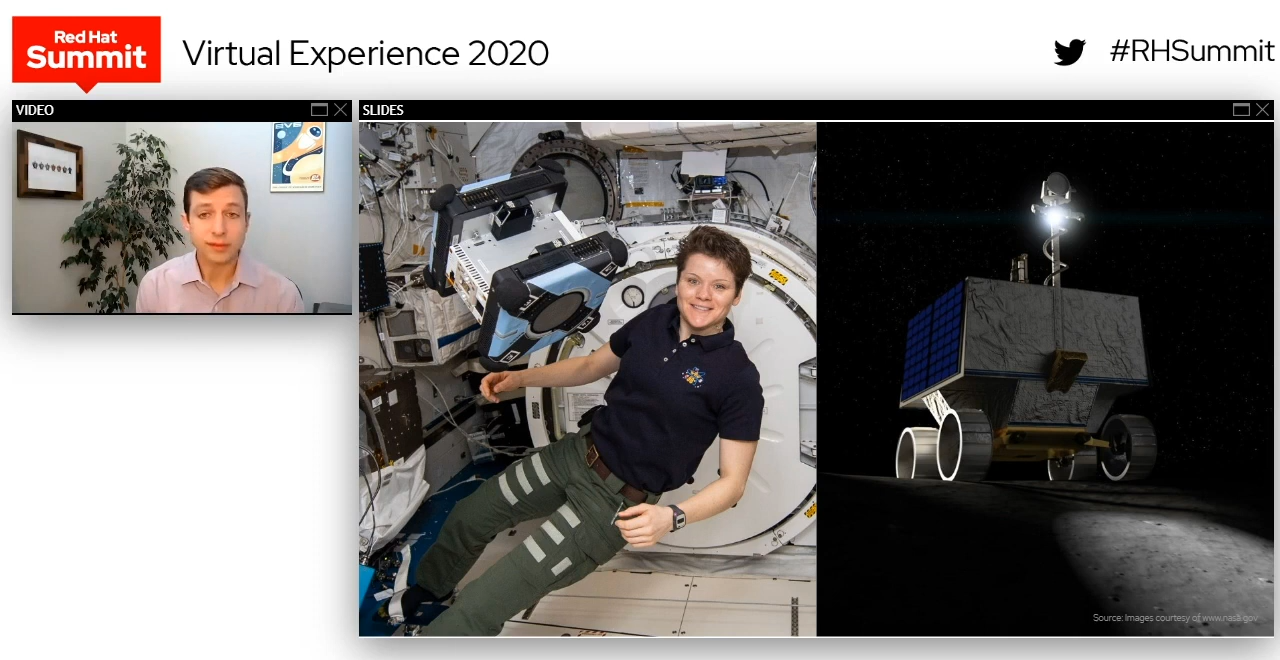 Red Hat
Summit
Virtual Experience 2020
#RHSummit
VIDEO
SLIDES
Source: Images courtesy of www.nasa.gov